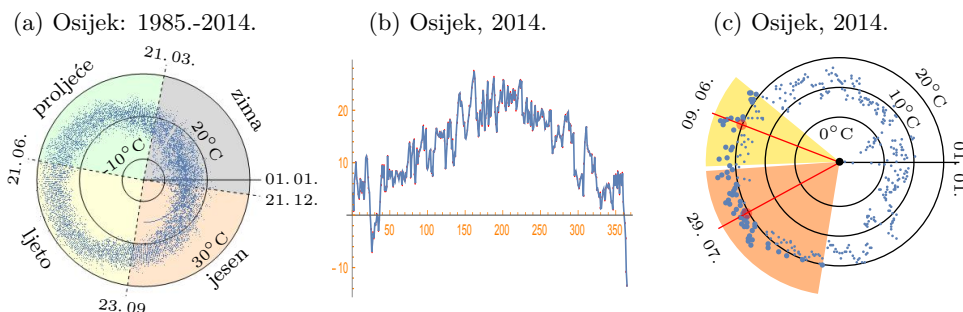 (a) Osijek: 1985.-2014.
21. 03.
proljeće
zima
-10°C
20°C
30°C
21. 06.
01. 01.
21. 12.
ljeto
jesen
23. 09
(b) Osijek, 2014.
20
10
-10
50 100 150 200 250 300 350
(c) Osijek, 2014.
20°C
10°C
0°C
09. 06.
29. 07.
01. 01.